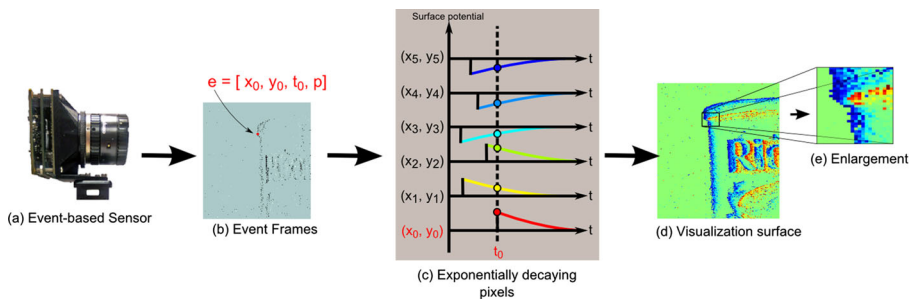 Surface potential
e = [ x0, y0, t0, p]
(x5, y5)
t
(x4, y4)
t
(x3, y3)
t
(x2, y2)
t
(x1, y1)
t
(x0, y0)
t
t0
(a) Event-based Sensor
(b) Event Frames
(c) Exponentially decaying
pixels
(d) Visualization surface
(e) Enlargement